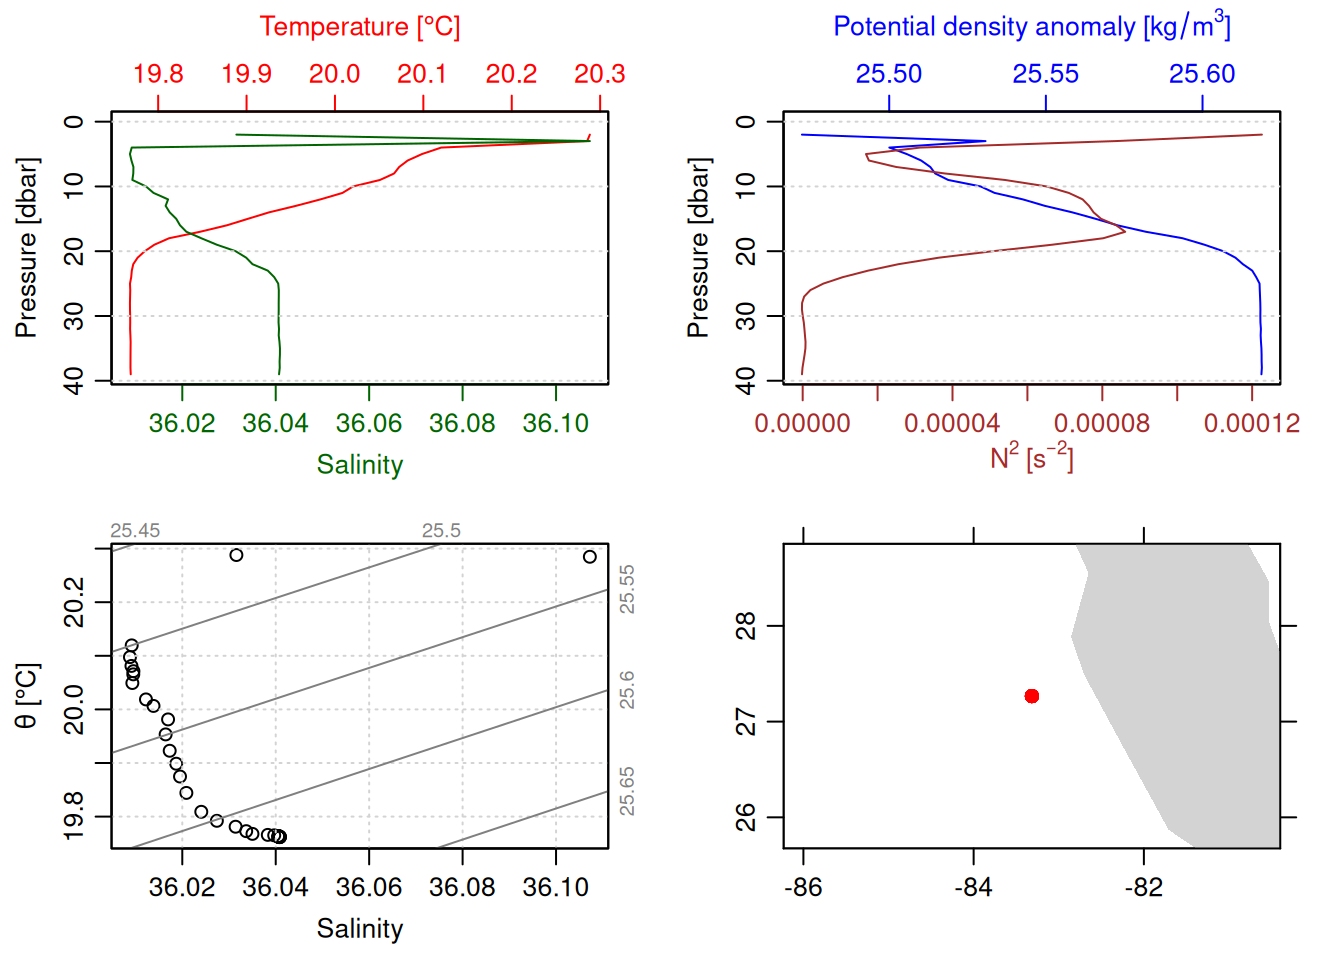 Temperature [°C]
19.8 19.9 20.0 20.1 20.2 20.3
Pressure [dbar]
0
10
20
30
40
36.02 36.04 36.06 36.08 36.10
Salinity
Potential density anomaly [kg/m³]
25.50 25.55 25.60
Pressure [dbar]
0
10
20
30
40
0.00000 0.00004 0.00008 0.00012
N² [s⁻²]
25.45 25.5
25.55
25.6
25.65
θ [°C]
20.2
20.0
19.8
36.02 36.04 36.06 36.08 36.10
Salinity
28
27
26
-86 -84 -82